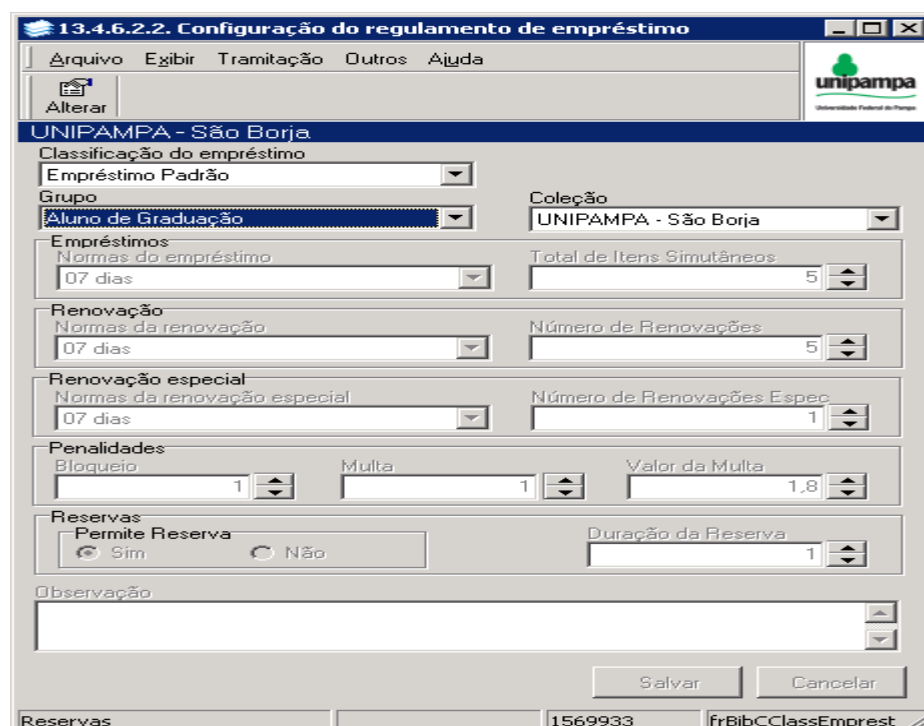 13.4.6.2.2. Configuração do regulamento de empréstimo
Arquivo Exibir Tramitação Outros Ajuda
Alterar
unipampa
Universidade Federal do Pampa
UNIPAMPA - São Borja
Classificação do empréstimo
Empréstimo Padrão
Grupo Coleção
Aluno de Graduação UNIPAMPA - São Borja
Empréstimos
Normas do empréstimo Total de Itens Simutâneos
07 dias 5
Renovação
Normas da renovação Número de Renovações
07 dias 5
Renovação especial
Normas da renovação especial Número de Renovações Espec
07 dias 1
Penalidades
Bloqueio Multa Valor da Multa
1 1 1,8
Reservas
Permite Reserva Duração da Reserva
Sim Não 1
Observação
Salvar Cancelar
Reservas 1569933 frBibCClassEmprest